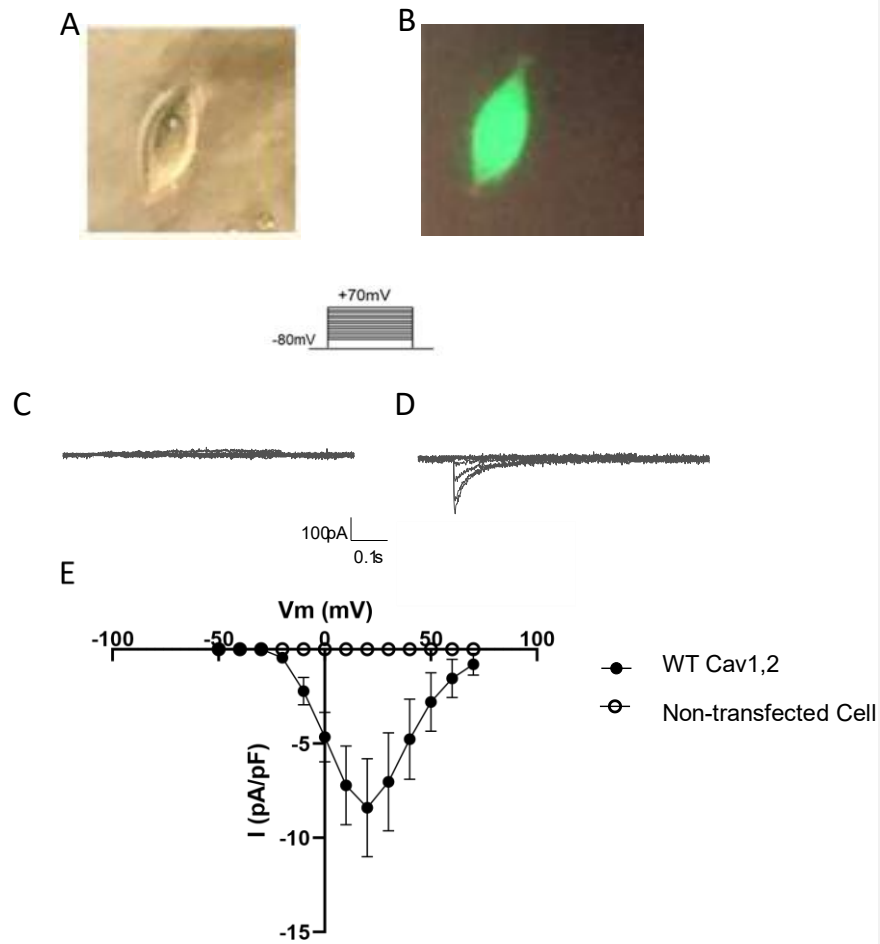 A
B
+70mV
-80mV
C
D
100pA
0.1s
E
Vm (mV)
-100 -50 0 50 100
-5
-10
-15
I (pA/pF)
WT Cav1,2
Non-transfected Cell